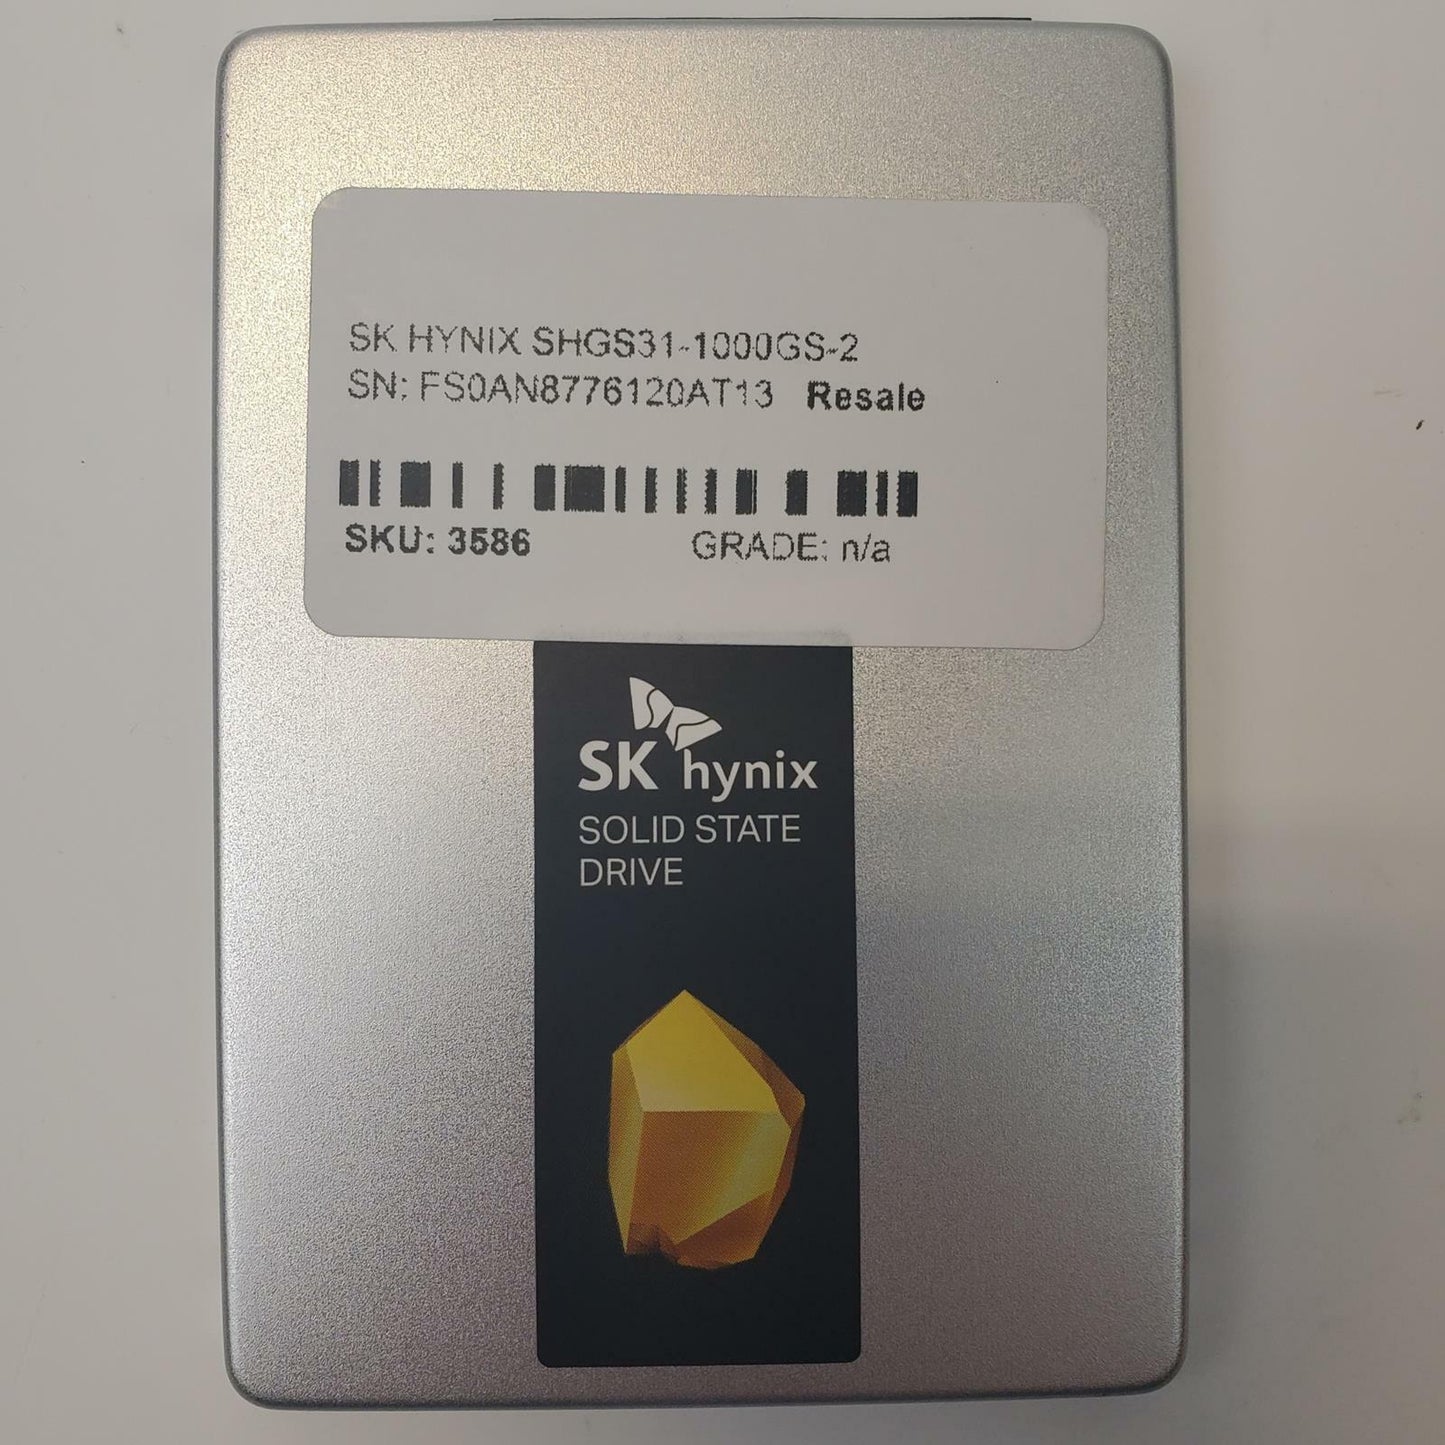 SK HYNIX SHGS31-1000GS-2
SN: FS0AN8776120AT13 Resale
SKU: 3586 GRADE: n/a
SK hynix
SOLID STATE
DRIVE